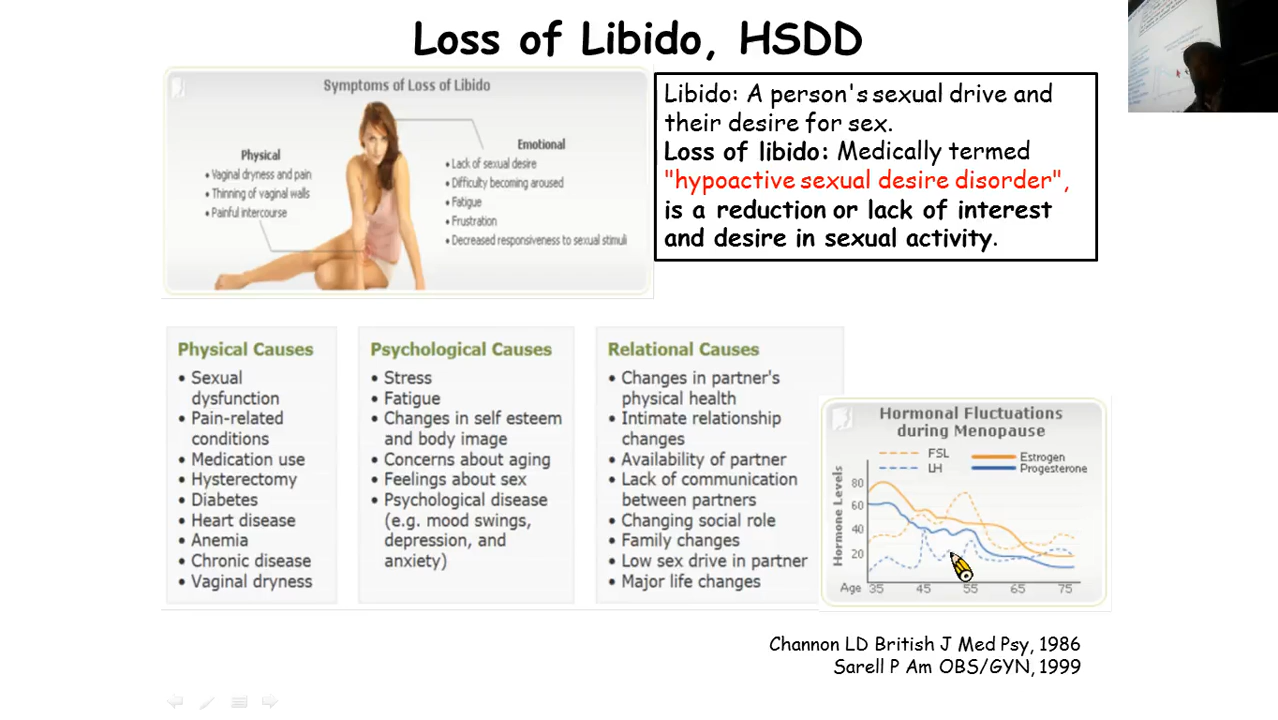 Loss of Libido, HSDD
Symptoms of Loss of Libido
Physical
• Vaginal dryness and pain
• Thinning of vaginal walls
• Painful intercourse
Emotional
• Lack of sexual desire
• Difficulty becoming aroused
• Fatigue
• Frustration
• Decreased responsiveness to sexual stimuli
Libido: A person's sexual drive and
their desire for sex.
Loss of libido: Medically termed
"hypoactive sexual desire disorder",
is a reduction or lack of interest
and desire in sexual activity.
Physical Causes
• Sexual
dysfunction
• Pain-related
conditions
• Medication use
• Hysterectomy
• Diabetes
• Heart disease
• Anemia
• Chronic disease
• Vaginal dryness
Psychological Causes
• Stress
• Fatigue
• Changes in self esteem
and body image
• Concerns about aging
• Feelings about sex
• Psychological disease
(e.g. mood swings,
depression, and
anxiety)
Relational Causes
• Changes in partner's
physical health
• Intimate relationship
changes
• Availability of partner
• Lack of communication
between partners
• Changing social role
• Family changes
• Low sex drive in partner
• Major life changes
Hormonal Fluctuations
during Menopause
FSL
LH
Estrogen
Progesterone
Hormone Levels
80
60
40
20
Age 35 45 55 65 75
Channon LD British J Med Psy, 1986
Sarell P Am OBS/GYN, 1999